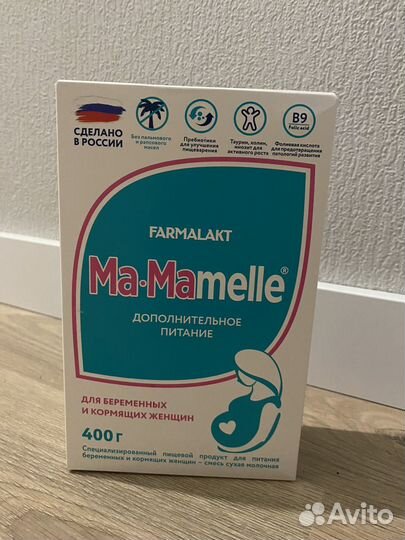 СДЕЛАНО
В РОССИИ
Без пальмового
и рапсового
масел
Пребиотики
для улучшения
пищеварения
Таурин, холин,
инозит для
активного роста
B9
Folic acid
Фолиевая кислота
для предотвращения
патологий развития
FARMALAKT
Ma·Mamelle®
ДОПОЛНИТЕЛЬНОЕ
ПИТАНИЕ
ДЛЯ БЕРЕМЕННЫХ
И КОРМЯЩИХ ЖЕНЩИН
400 г
Специализированный пищевой продукт для питания
беременных и кормящих женщин – смесь сухая молочная
Avito